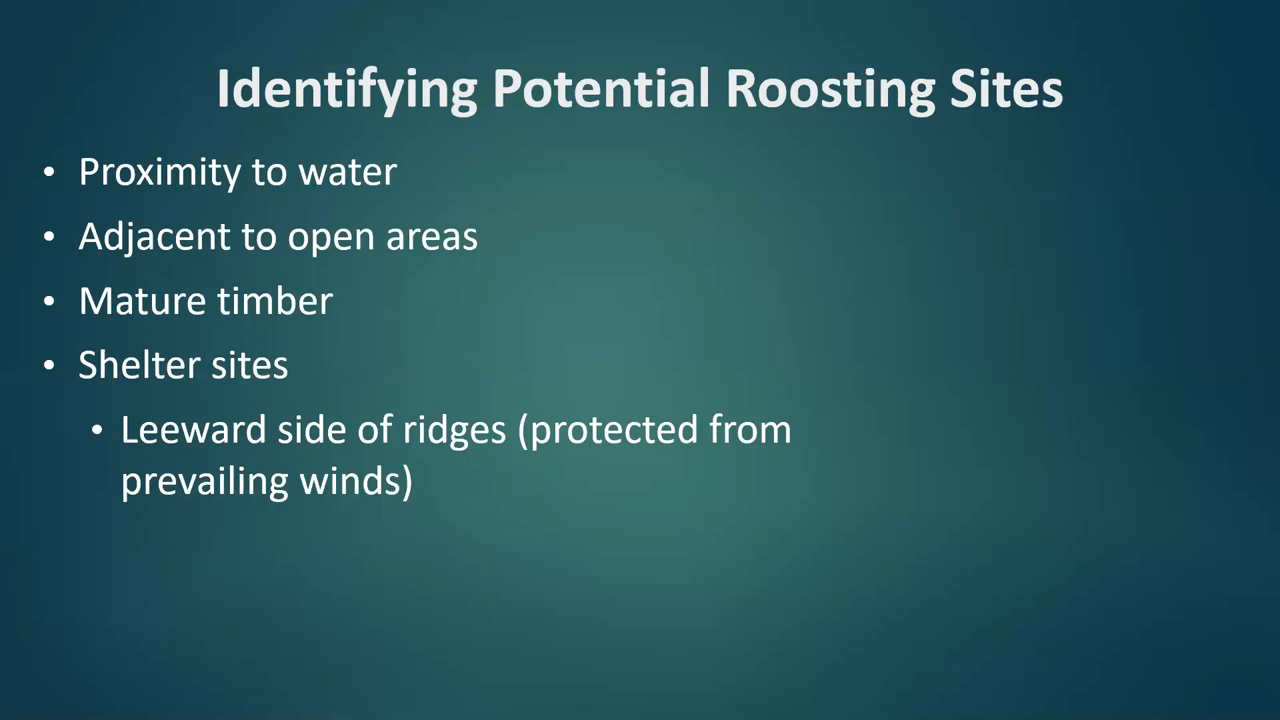 Identifying Potential Roosting Sites
• Proximity to water
• Adjacent to open areas
• Mature timber
• Shelter sites
• Leeward side of ridges (protected from
prevailing winds)